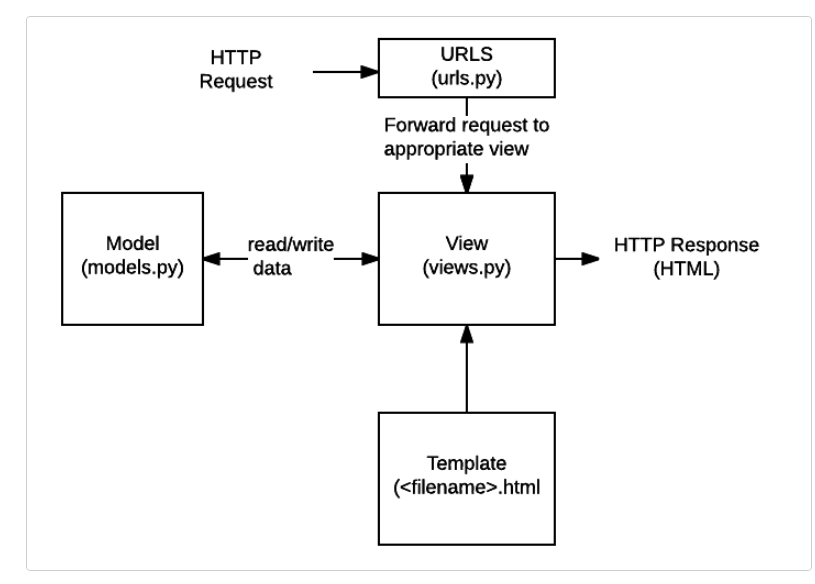 HTTP
Request
URLS
(urls.py)
Forward request to
appropriate view
Model
(models.py)
read/write
data
View
(views.py)
HTTP Response
(HTML)
Template
(<filename>.html